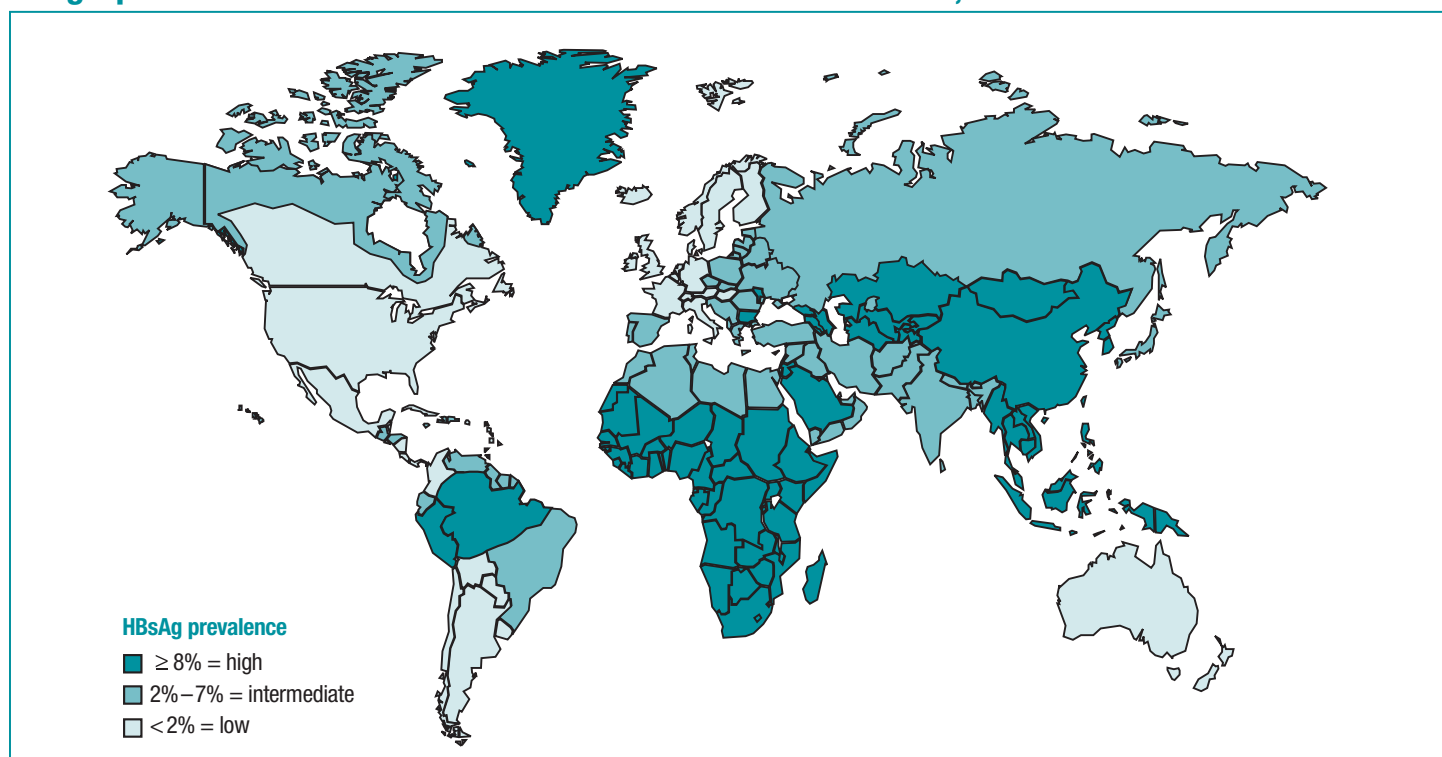 HBsAg prevalence
≥ 8% = high
2%–7% = intermediate
<2% = low